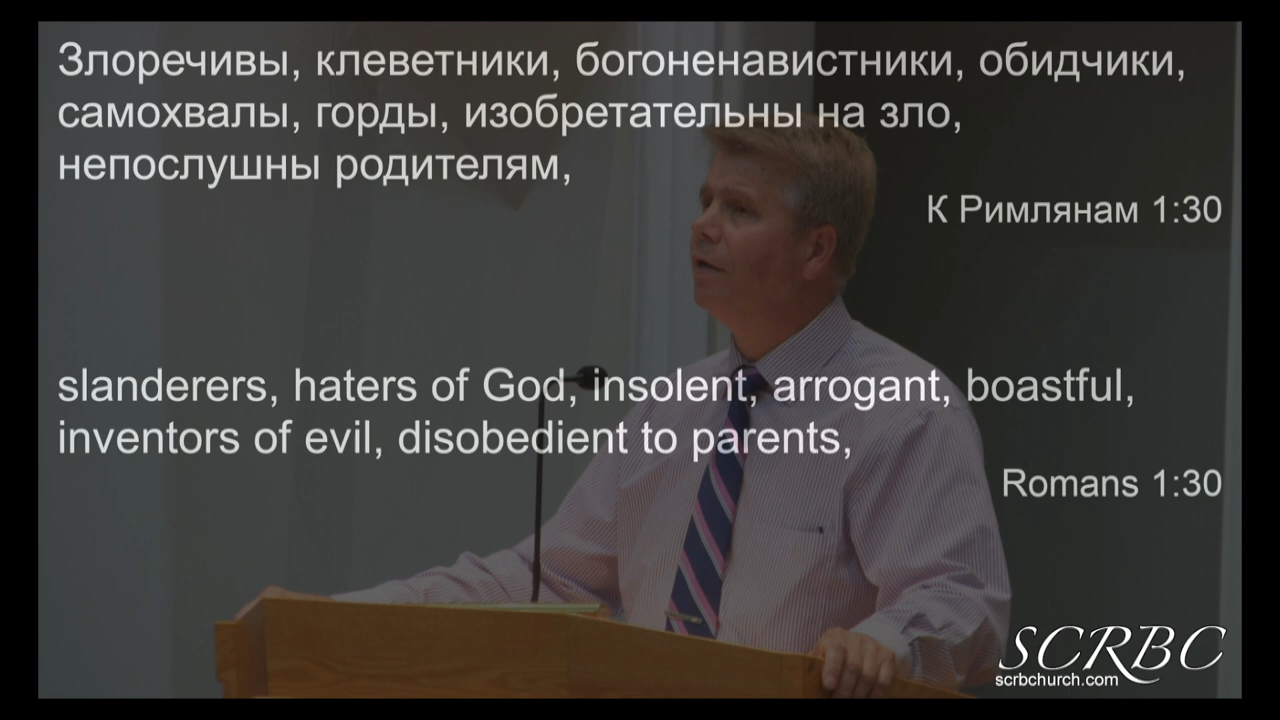 Злоречивы, клеветники, богоненавистники, обидчики,
самохвалы, горды, изобретательны на зло,
непослушны родителям,
К Римлянам 1:30
slanderers, haters of God, insolent, arrogant, boastful,
inventors of evil, disobedient to parents,
Romans 1:30
SCRBC
scrbchurch.com